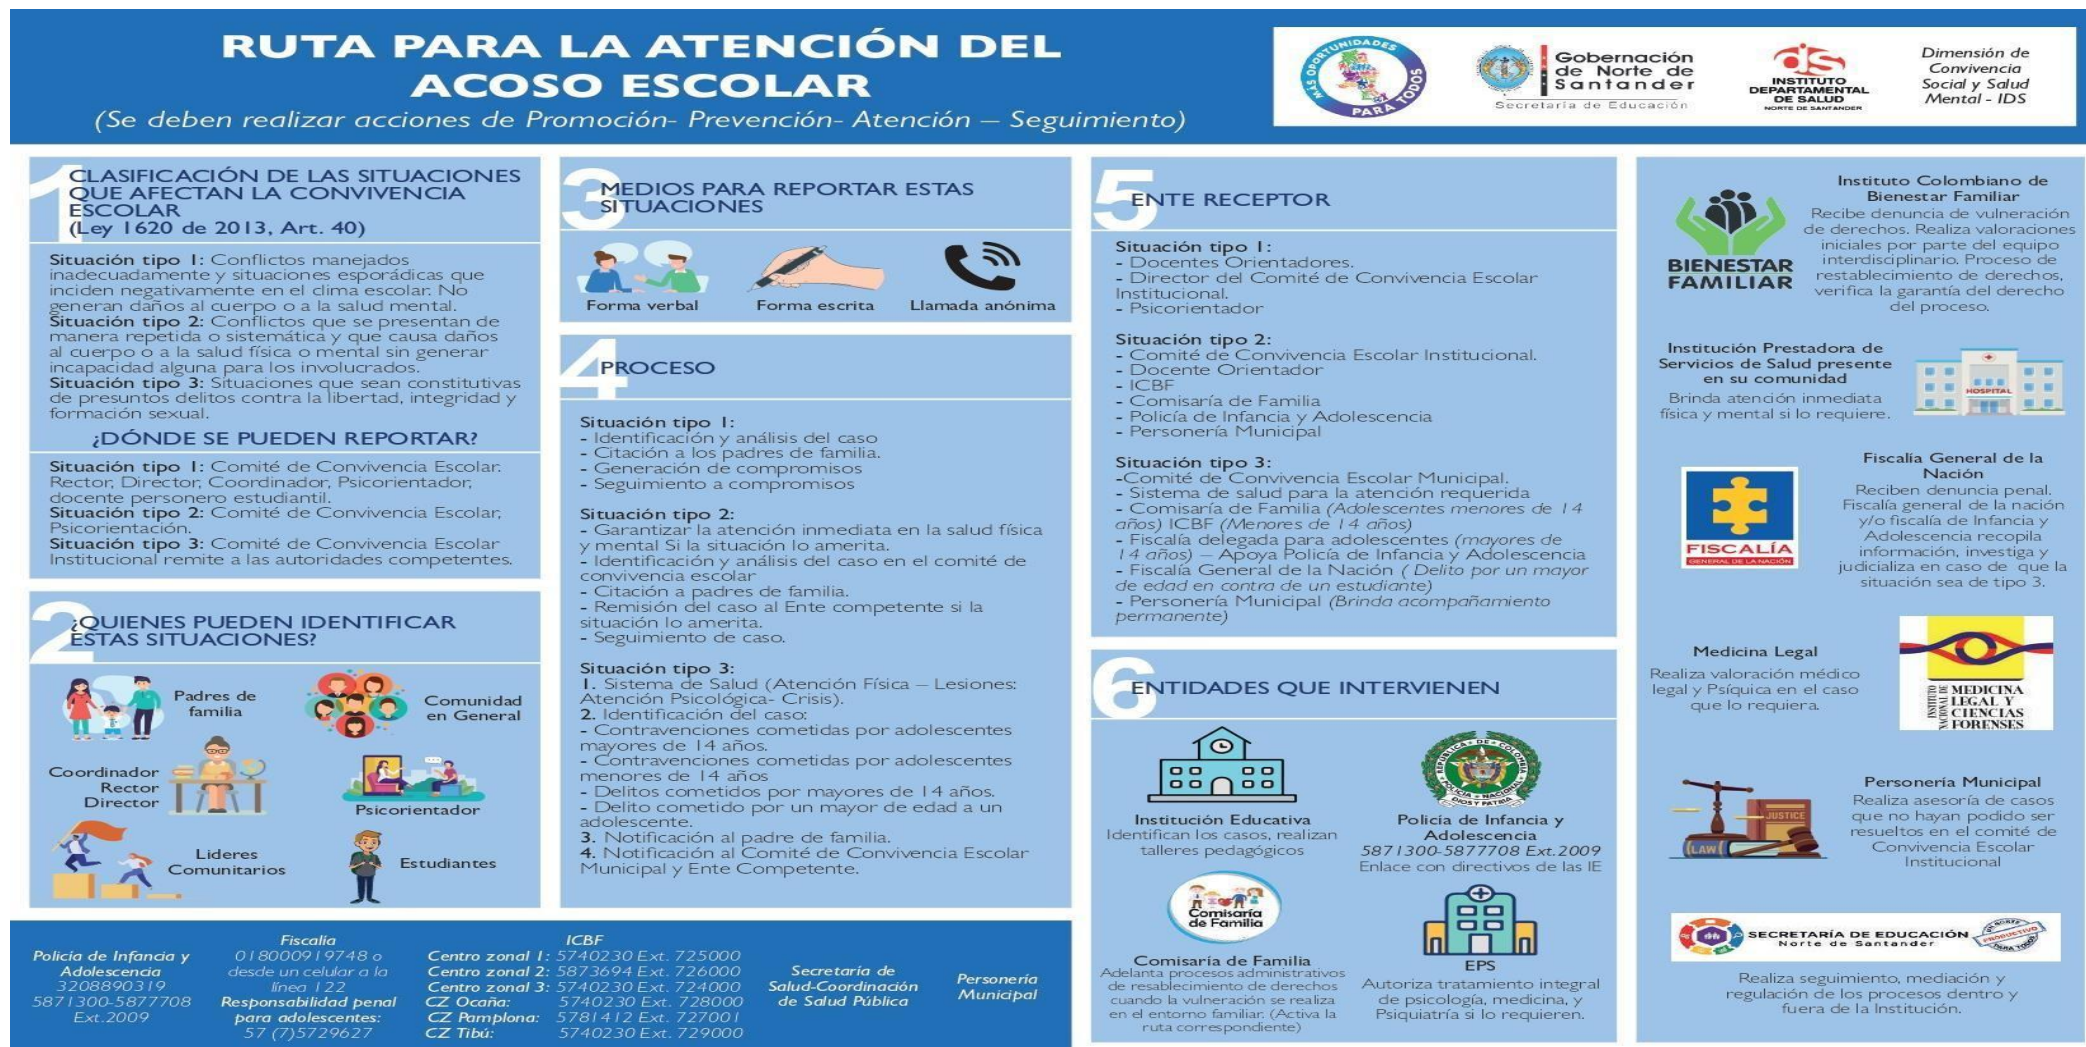 RUTA PARA LA ATENCIÓN DEL
ACOSO ESCOLAR
(Se deben realizar acciones de Promoción- Prevención- Atención – Seguimiento)
MÁS OPORTUNIDADES
PARA TODOS
Gobernación
de Norte de
Santander
Secretaría de Educación
ids
INSTITUTO
DEPARTAMENTAL
DE SALUD
NORTE DE SANTANDER
Dimensión de
Convivencia
Social y Salud
Mental - IDS
1
CLASIFICACIÓN DE LAS SITUACIONES
QUE AFECTAN LA CONVIVENCIA
ESCOLAR
(Ley 1620 de 2013, Art. 40)
Situación tipo 1: Conflictos manejados
inadecuadamente y situaciones esporádicas que
inciden negativamente en el clima escolar. No
generan daños al cuerpo o a la salud mental.
Situación tipo 2: Conflictos que se presentan de
manera repetida o sistemática y que causa daños
al cuerpo o a la salud física o mental sin generar
incapacidad alguna para los involucrados.
Situación tipo 3: Situaciones que sean constitutivas
de presuntos delitos contra la libertad, integridad y
formación sexual.
¿DÓNDE SE PUEDEN REPORTAR?
Situación tipo 1: Comité de Convivencia Escolar.
Rector, Director, Coordinador, Psicorientador,
docente personero estudiantil.
Situación tipo 2: Comité de Convivencia Escolar,
Psicorientación.
Situación tipo 3: Comité de Convivencia Escolar
Institucional remite a las autoridades competentes.
2
¿QUIENES PUEDEN IDENTIFICAR
ESTAS SITUACIONES?
Padres de
familia
Comunidad
en General
Coordinador
Rector
Director
Psicorientador
Lideres
Comunitarios
Estudiantes
3
MEDIOS PARA REPORTAR ESTAS
SITUACIONES
Forma verbal
Forma escrita
Llamada anónima
4
PROCESO
Situación tipo 1:
- Identificación y análisis del caso
- Citación a los padres de familia.
- Generación de compromisos
- Seguimiento a compromisos
Situación tipo 2:
- Garantizar la atención inmediata en la salud física
y mental Si la situación lo amerita.
- Identificación y análisis del caso en el comité de
convivencia escolar
- Citación a padres de familia.
- Remisión del caso al Ente competente si la
situación lo amerita.
- Seguimiento de caso.
Situación tipo 3:
1. Sistema de Salud (Atención Física – Lesiones:
Atención Psicológica- Crisis).
2. Identificación del caso:
- Contravenciones cometidas por adolescentes
mayores de 14 años.
- Contravenciones cometidas por adolescentes
menores de 14 años
- Delitos cometidos por mayores de 14 años.
- Delito cometido por un mayor de edad a un
adolescente.
3. Notificación al padre de familia.
4. Notificación al Comité de Convivencia Escolar
Municipal y Ente Competente.
5
ENTE RECEPTOR
Situación tipo 1:
- Docentes Orientadores.
- Director del Comité de Convivencia Escolar
Institucional.
- Psicorientador
Situación tipo 2:
- Comité de Convivencia Escolar Institucional.
- Docente Orientador
- ICBF
- Comisaría de Familia
- Policía de Infancia y Adolescencia
- Personería Municipal
Situación tipo 3:
-Comité de Convivencia Escolar Municipal.
- Sistema de salud para la atención requerida
- Comisaría de Familia (Adolescentes menores de 14
años) ICBF (Menores de 14 años)
- Fiscalía delegada para adolescentes (mayores de
14 años) – Apoya Policía de Infancia y Adolescencia
- Fiscalía General de la Nación ( Delito por un mayor
de edad en contra de un estudiante)
- Personería Municipal (Brinda acompañamiento
permanente)
6
ENTIDADES QUE INTERVIENEN
Institución Educativa
Identifican los casos, realizan
talleres pedagógicos
REPÚBLICA DE COLOMBIA
POLICÍA NACIONAL
DIOS Y PATRIA
Policía de Infancia y
Adolescencia
5871300-5877708 Ext.2009
Enlace con directivos de las IE
Comisaría
de Familia
Comisaría de Familia
Adelanta procesos administrativos
de resablecimiento de derechos
cuando la vulneración se realiza
en el entorno familiar. (Activa la
ruta correspondiente)
EPS
Autoriza tratamiento integral
de psicología, medicina, y
Psiquiatría si lo requieren.
BIENESTAR
FAMILIAR
Instituto Colombiano de
Bienestar Familiar
Recibe denuncia de vulneración
de derechos. Realiza valoraciones
iniciales por parte del equipo
interdisciplinario. Proceso de
restablecimiento de derechos,
verifica la garantía del derecho
del proceso.
Institución Prestadora de
Servicios de Salud presente
en su comunidad
Brinda atención inmediata
física y mental si lo requiere.
HOSPITAL
FISCALÍA
GENERAL DE LA NACIÓN
Fiscalía General de la
Nación
Reciben denuncia penal.
Fiscalía general de la nación
y/o fiscalía de Infancia y
Adolescencia recopila
información, investiga y
judicializa en caso de que la
situación sea de tipo 3.
Medicina Legal
Realiza valoración médico
legal y Psíquica en el caso
que lo requiera.
INSTITUTO
NACIONAL DE
MEDICINA
LEGAL Y
CIENCIAS
FORENSES
JUSTICE
LAW
Personería Municipal
Realiza asesoría de casos
que no hayan podido ser
resueltos en el comité de
Convivencia Escolar
Institucional
SECRETARÍA DE EDUCACIÓN
Norte de Santander
UN NORTE
PRODUCTIVO
PARA TODOS
Realiza seguimiento, mediación y
regulación de los procesos dentro y
fuera de la Institución.
Policía de Infancia y
Adolescencia
3208890319
5871300-5877708
Ext.2009
Fiscalía
018000919748 o
desde un celular a la
línea 122
Responsabilidad penal
para adolescentes:
57 (7)5729627
ICBF
Centro zonal 1: 5740230 Ext. 725000
Centro zonal 2: 5873694 Ext. 726000
Centro zonal 3: 5740230 Ext. 724000
CZ Ocaña: 5740230 Ext. 728000
CZ Pamplona: 5781412 Ext. 727001
CZ Tibú: 5740230 Ext. 729000
Secretaría de
Salud-Coordinación
de Salud Pública
Personería
Municipal